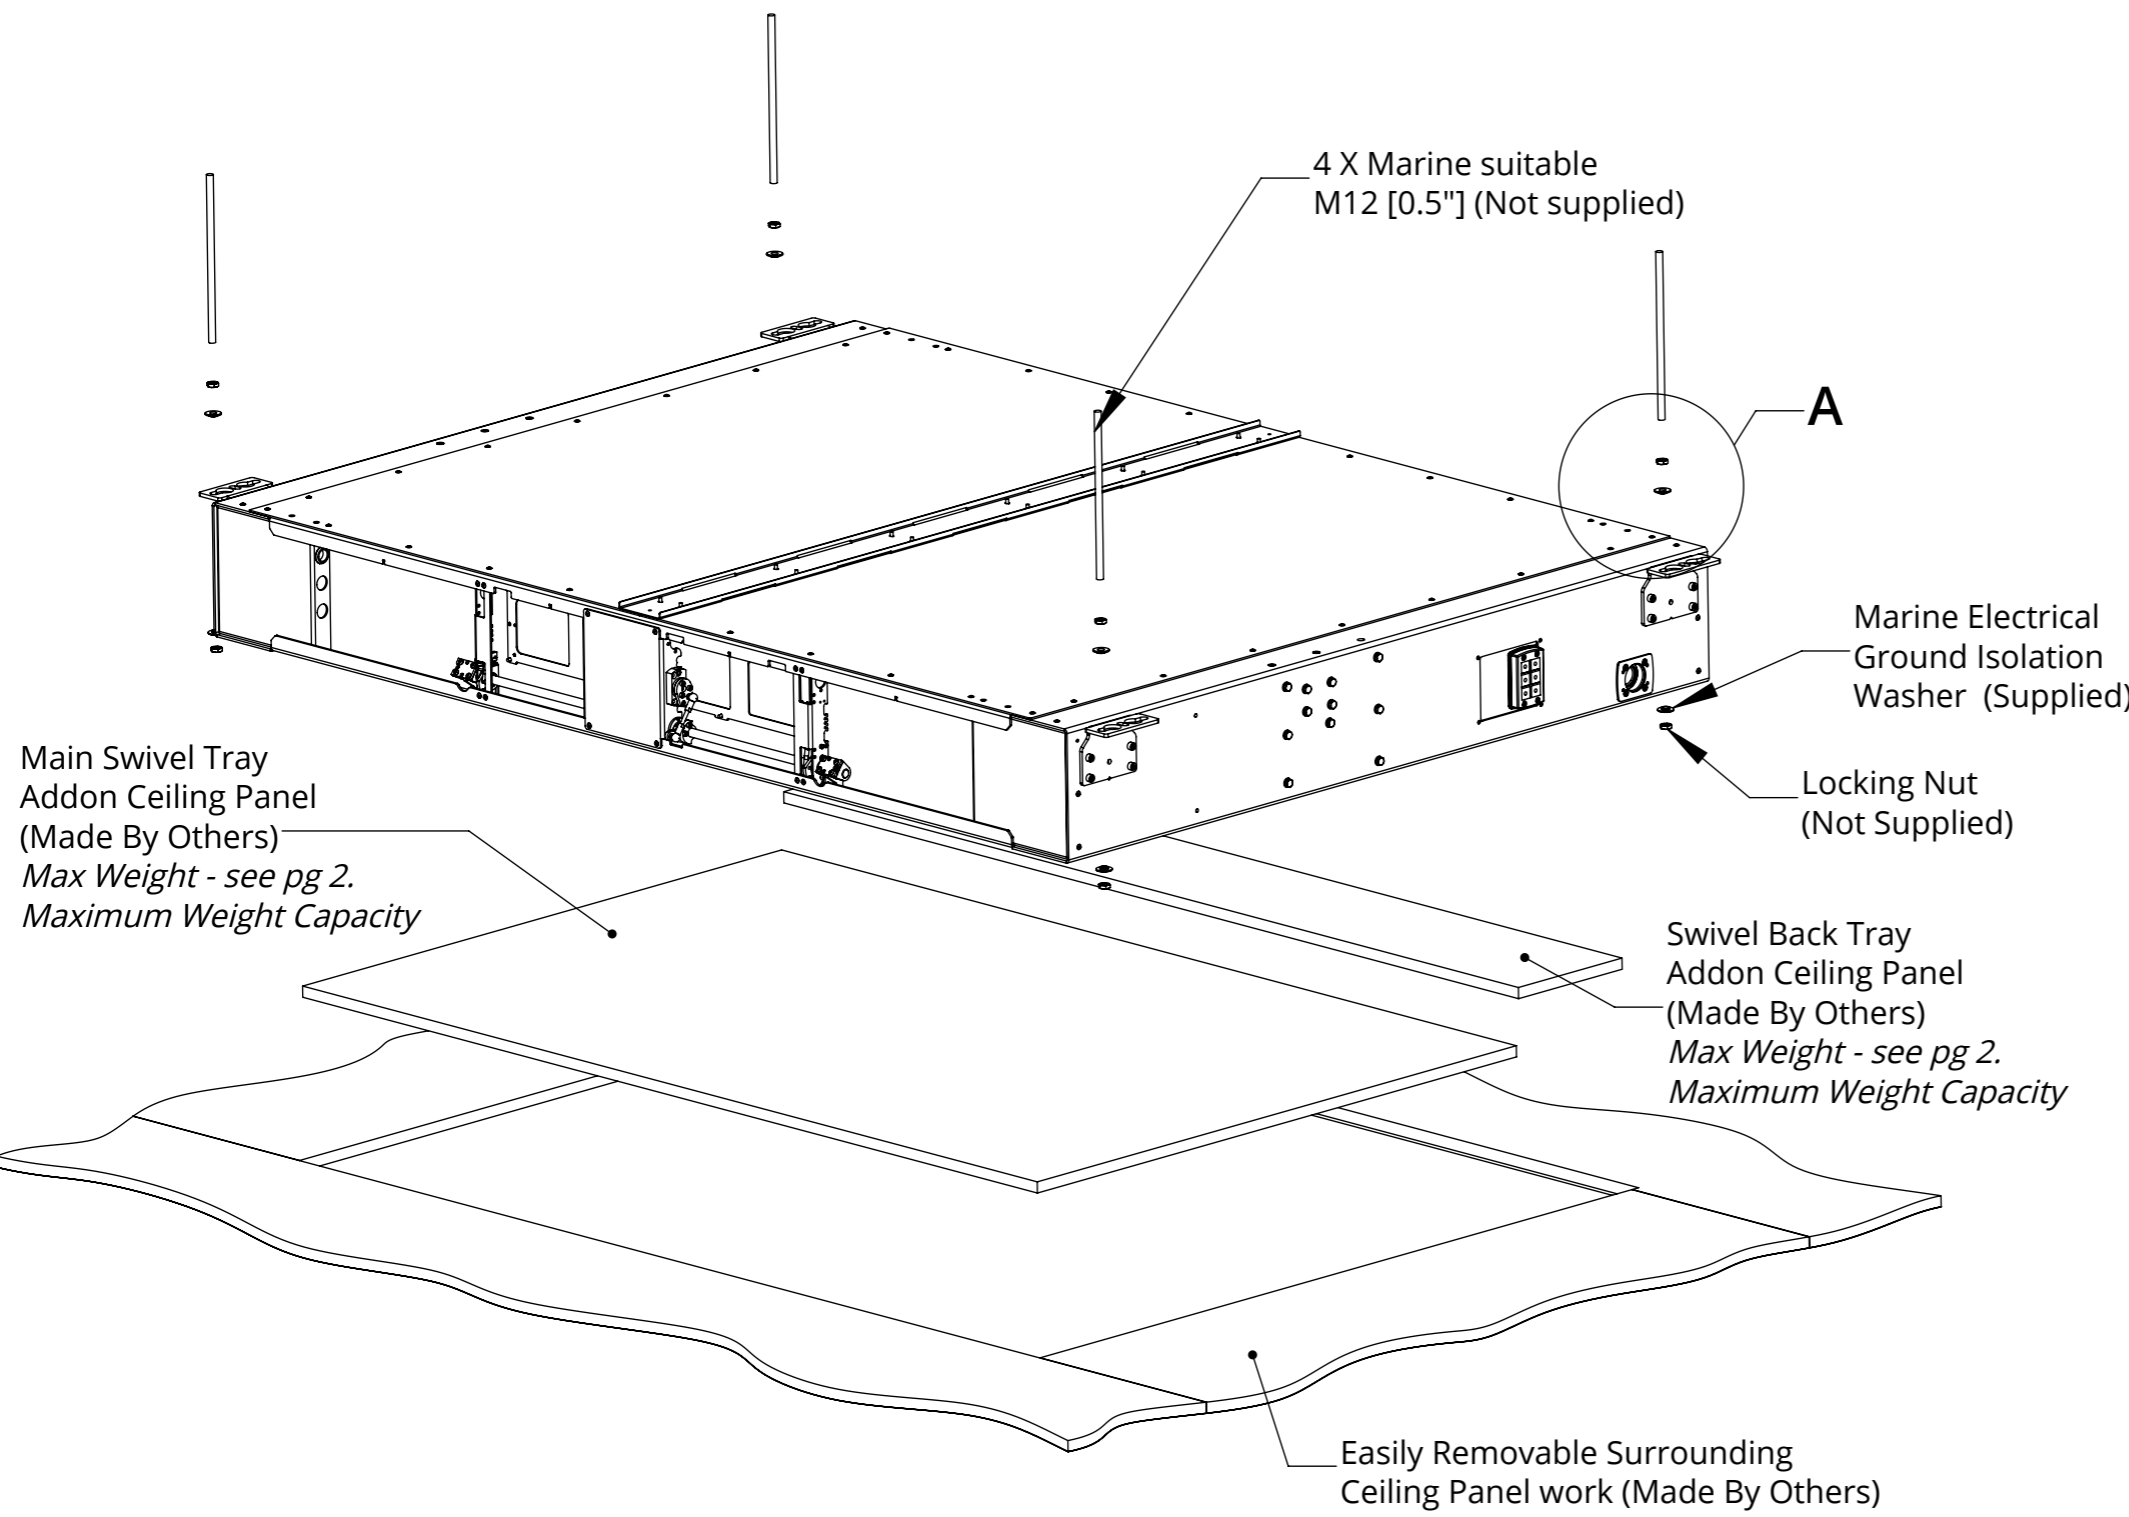 4 X Marine suitable
M12 [0.5"] (Not supplied)
A
Marine Electrical
Ground Isolation
Washer (Supplied)
Locking Nut
(Not Supplied)
Main Swivel Tray
Addon Ceiling Panel
(Made By Others)
Max Weight - see pg 2.
Maximum Weight Capacity
Swivel Back Tray
Addon Ceiling Panel
(Made By Others)
Max Weight - see pg 2.
Maximum Weight Capacity
Easily Removable Surrounding
Ceiling Panel work (Made By Others)